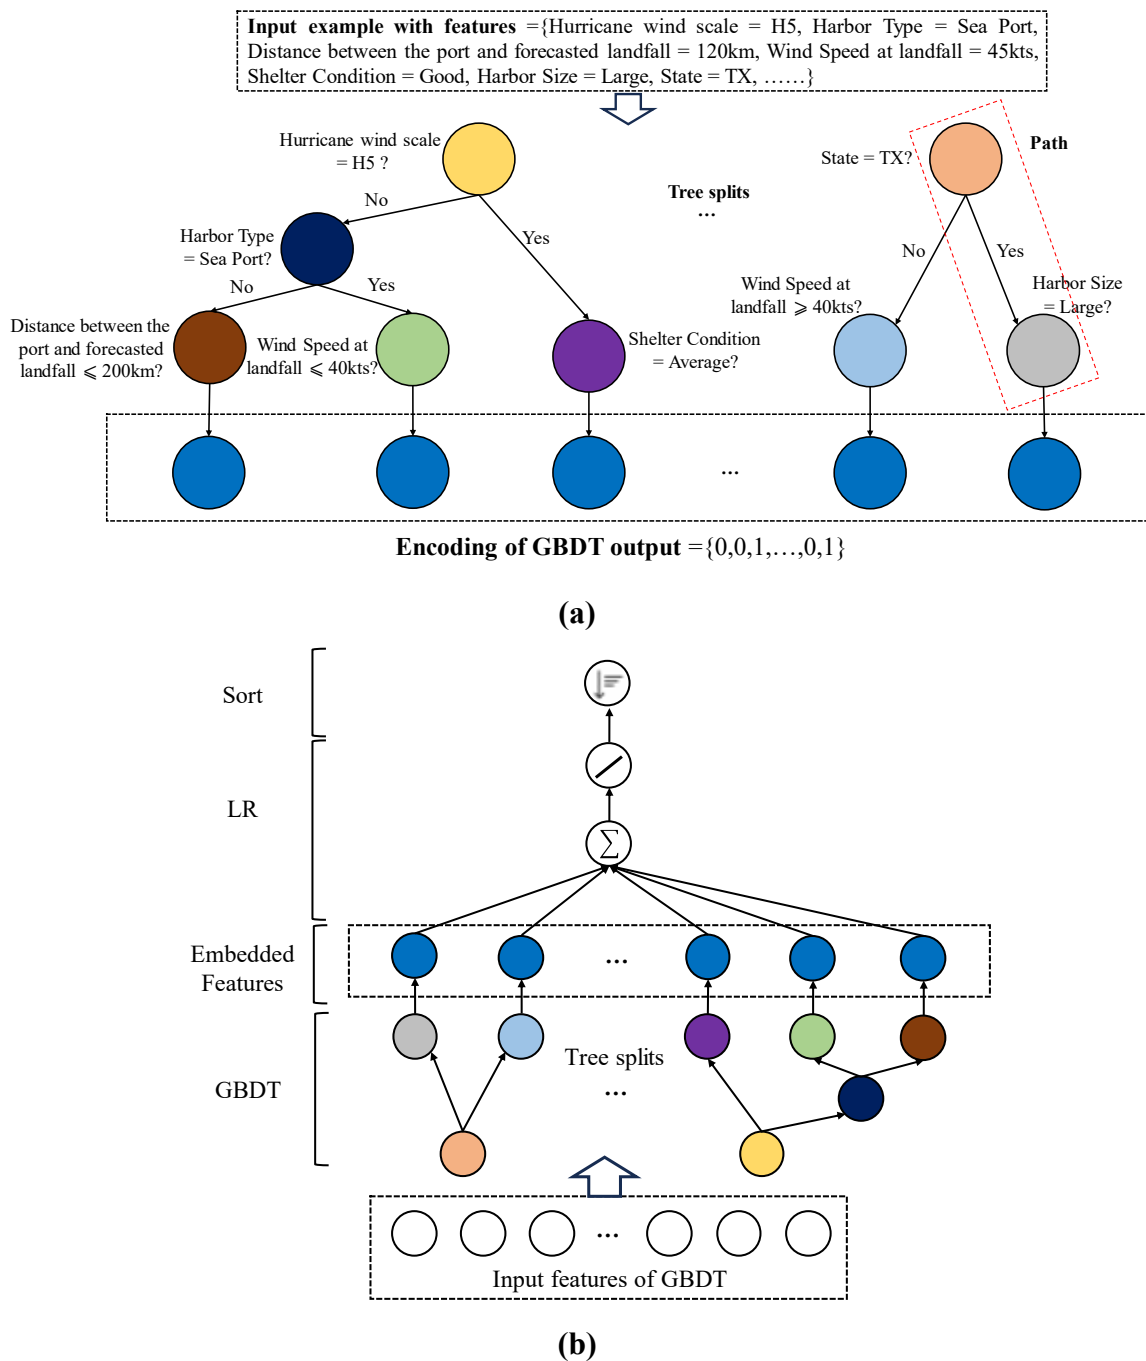 Input example with features ={Hurricane wind scale = H5, Harbor Type = Sea Port,
Distance between the port and forecasted landfall = 120km, Wind Speed at landfall = 45kts,
Shelter Condition = Good, Harbor Size = Large, State = TX, ……}
Hurricane wind scale
= H5 ?
State = TX?
Path
Tree splits
...
No
Yes
Harbor Type
= Sea Port?
No
Yes
No
Yes
Distance between the
port and forecasted
landfall ⩽ 200km?
Wind Speed at
landfall ⩽ 40kts?
Shelter Condition
= Average?
Wind Speed at
landfall ⩾ 40kts?
Harbor Size
= Large?
...
Encoding of GBDT output ={0,0,1,…,0,1}
(a)
Sort
LR
∑
Embedded
Features
...
GBDT
Tree splits
...
...
Input features of GBDT
(b)